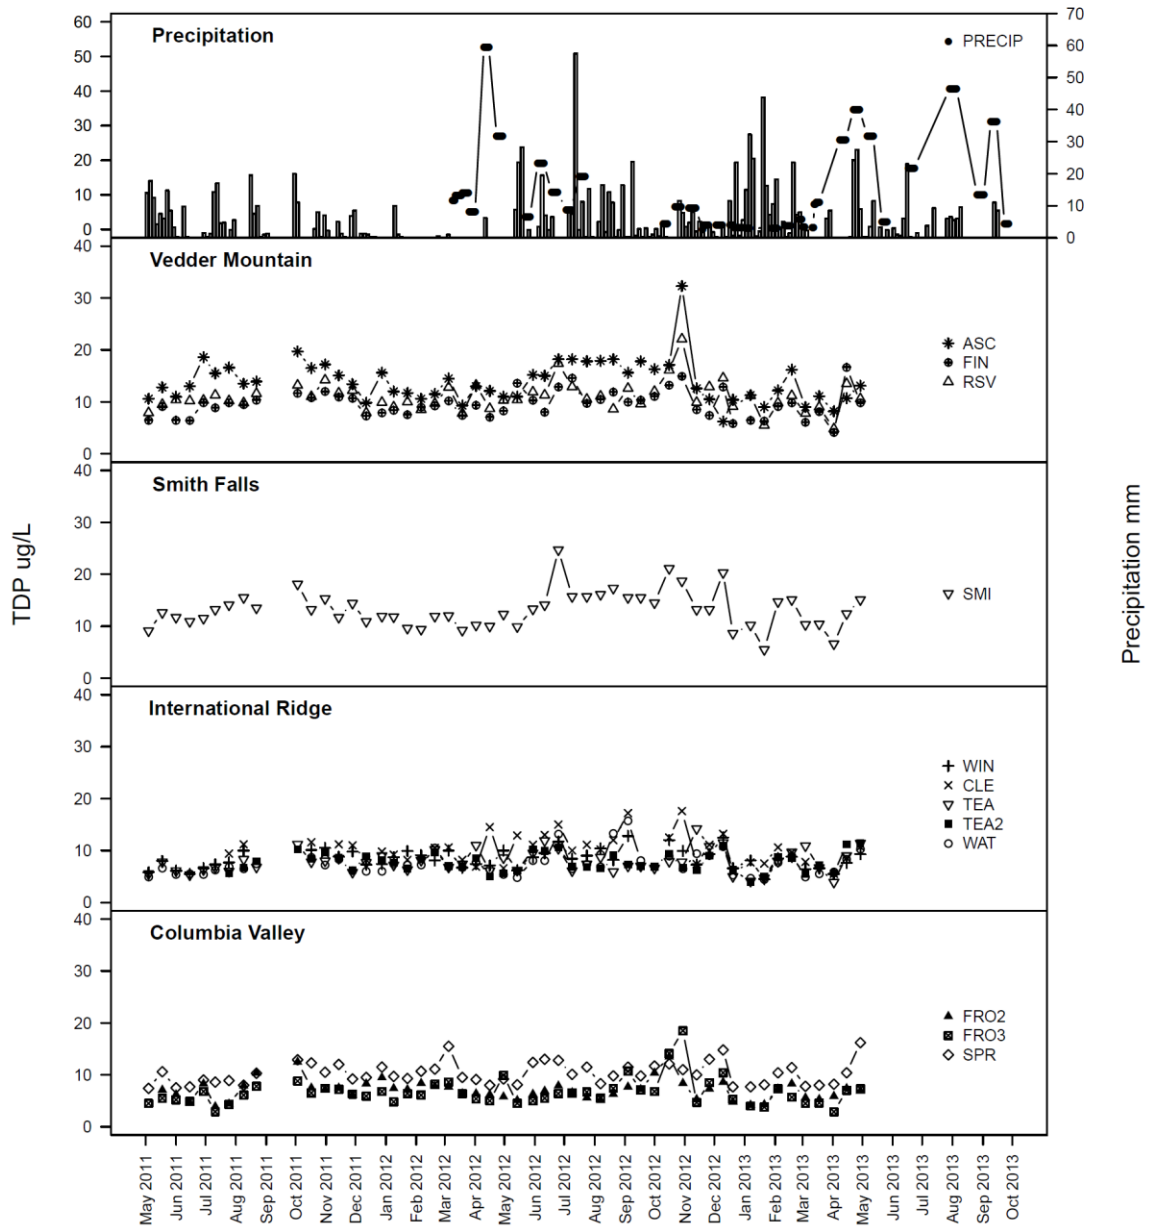 70
60
Precipitation
PRECIP
60
50
50
40
40
30
30
20
20
10
10
0
0
40
Vedder Mountain
30
ASC
FIN
20
RSV
10
0
40
Smith Falls
30
20
SMI
10
0
TDP ug/L
Precipitation mm
40
International Ridge
30
WIN
CLE
20
TEA
TEA2
10
WAT
0
40
Columbia Valley
30
20
FRO2
FRO3
10
SPR
0
May 2011
Jun 2011
Jul 2011
Aug 2011
Sep 2011
Oct 2011
Nov 2011
Dec 2011
Jan 2012
Feb 2012
Mar 2012
Apr 2012
May 2012
Jun 2012
Jul 2012
Aug 2012
Sep 2012
Oct 2012
Nov 2012
Dec 2012
Jan 2013
Feb 2013
Mar 2013
Apr 2013
May 2013
Jun 2013
Jul 2013
Aug 2013
Sep 2013
Oct 2013